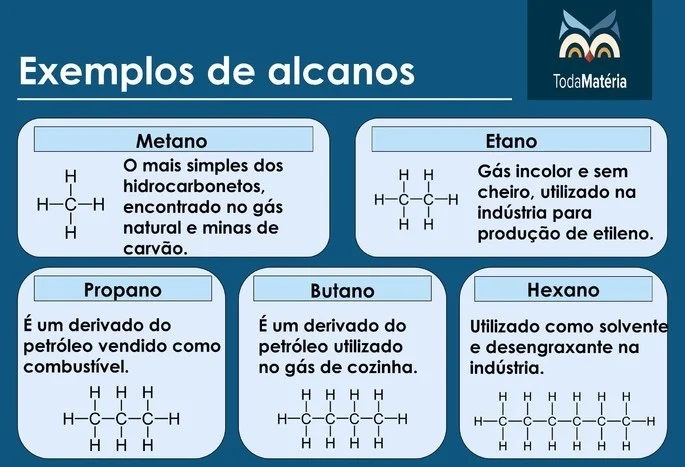 TodaMatéria
Exemplos de alcanos
Metano
O mais simples dos
hidrocarbonetos,
encontrado no gás
natural e minas de
carvão.
H
H—C—H
H
Etano
Gás incolor e sem
cheiro, utilizado na
indústria para
produção de etileno.
H H
H—C—C—H
H H
Propano
É um derivado do
petróleo vendido como
combustível.
H H H
H—C—C—C—H
H H H
Butano
É um derivado do
petróleo utilizado
no gás de cozinha.
H H H H
H—C—C—C—C—H
H H H H
Hexano
Utilizado como solvente
e desengraxante na
indústria.
H H H H H H
H—C—C—C—C—C—C—H
H H H H H H